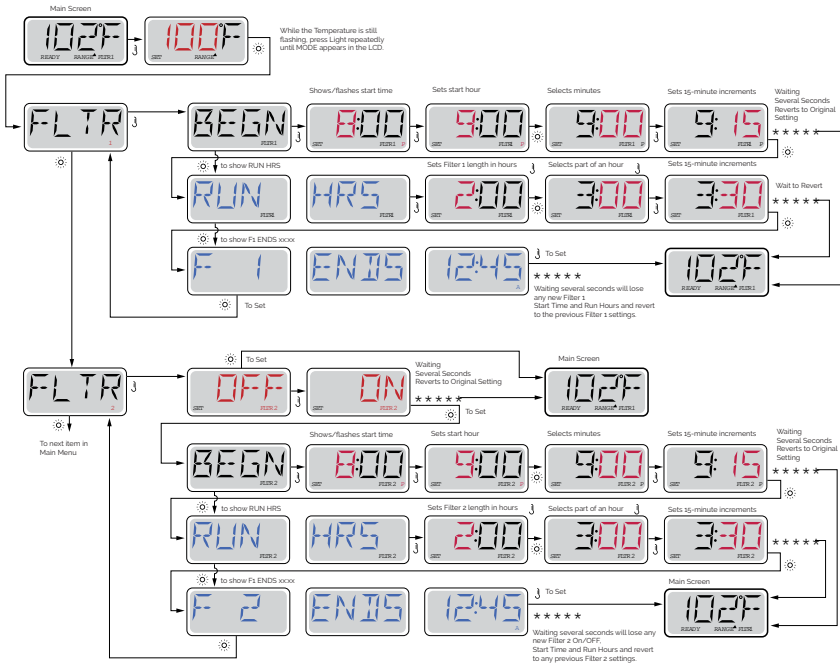 Main Screen
102°F
READY RANGE FLTR1
100°F
SET RANGE
While the Temperature is still
flashing, press Light repeatedly
until MODE appears in the LCD.
FLTR
1
BEGN
FLTR1
Shows/flashes start time
8:00
SET FLTR1 P
Sets start hour
9:00
SET FLTR1 P
Selects minutes
9:00
SET FLTR1 P
Sets 15-minute increments
9:15
SET FLTR1 P
Waiting
Several Seconds
Reverts to Original
Setting
*****
to show RUN HRS
RUN
FLTR1
HRS
FLTR1
Sets Filter 1 length in hours
2:00
SET FLTR1
Selects part of an hour
3:00
SET FLTR1
Sets 15-minute increments
3:30
SET FLTR1
Wait to Revert
*****
to show F1 ENDS xx:xx
F 1
ENDS
12:45
A
To Set
*****
Waiting several seconds will lose
any new Filter 1
Start Time and Run Hours and revert
to the previous Filter 1 settings.
102°F
READY RANGE FLTR1
To Set
FLTR
2
To next item in
Main Menu
To Set
OFF
SET FLTR2
ON
SET FLTR2
Waiting
Several Seconds
Reverts to Original Setting
*****
To Set
Main Screen
102°F
READY RANGE FLTR1
BEGN
FLTR2
Shows/flashes start time
8:00
SET FLTR2 P
Sets start hour
9:00
SET FLTR2 P
Selects minutes
9:00
SET FLTR2 P
Sets 15-minute increments
9:15
SET FLTR2 P
Waiting
Several Seconds
Reverts to Original
Setting
*****
to show RUN HRS
RUN
FLTR2
HRS
FLTR2
Sets Filter 2 length in hours
2:00
SET FLTR2
Selects part of an hour
3:00
SET FLTR2
Sets 15-minute increments
3:30
SET FLTR2
*****
to show F1 ENDS xx:xx
F 2
ENDS
12:45
A
To Set
*****
Waiting several seconds will lose any
new Filter 2 On/OFF,
Start Time and Run Hours and revert
to any previous Filter 2 settings.
Main Screen
102°F
READY RANGE FLTR1